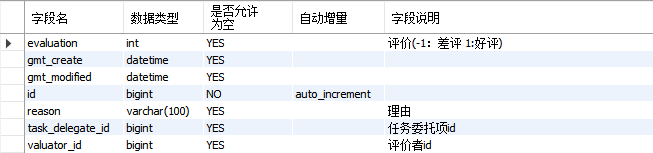 字段名 数据类型 是否允许为空 自动增量 字段说明
evaluation int YES 评价(-1：差评 1:好评)
gmt_create datetime YES
gmt_modified datetime YES
id bigint NO auto_increment
reason varchar(100) YES 理由
task_delegate_id bigint YES 任务委托项id
valuator_id bigint YES 评价者id